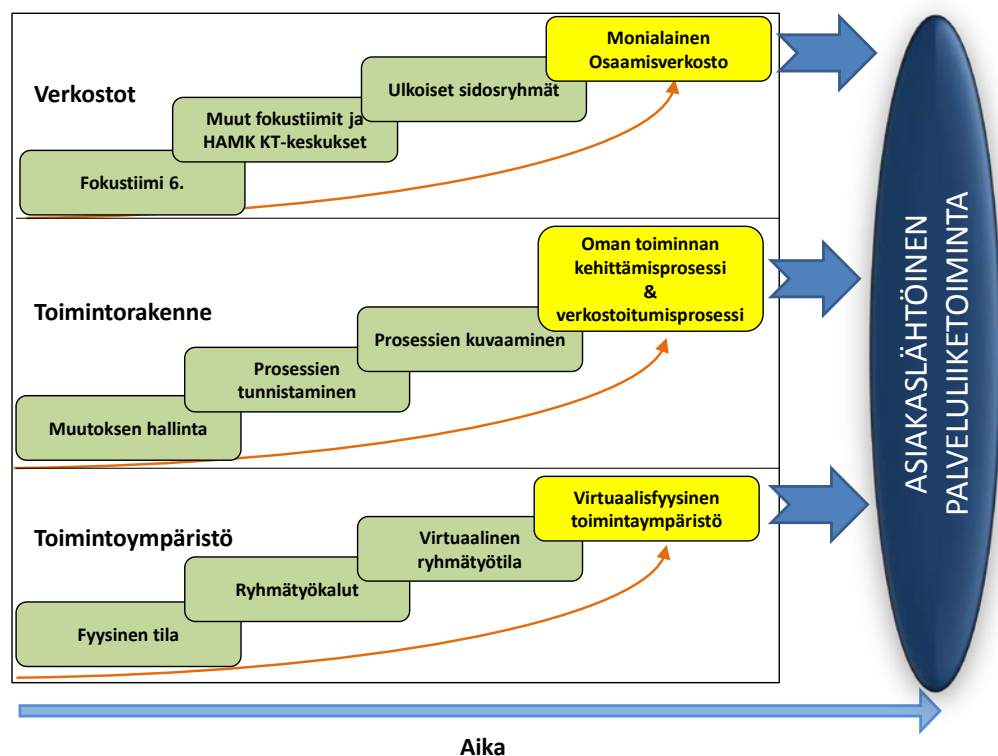 Verkostot
Fokustiimi 6.
Muut fokustiimit ja
HAMK KT-keskukset
Ulkoiset sidosryhmät
Monialainen
Osaamisverkosto
Toimintorakenne
Muutoksen hallinta
Prosessien
tunnistaminen
Prosessien kuvaaminen
Oman toiminnan
kehittämisprosessi
&
verkostoitumisprosessi
Toimintoympäristö
Fyysinen tila
Ryhmätyökalut
Virtuaalinen
ryhmätyötila
Virtuaalisfyysinen
toimintaympäristö
ASIAKASLÄHTÖINEN
PALVELULIIKETOIMINTA
Aika